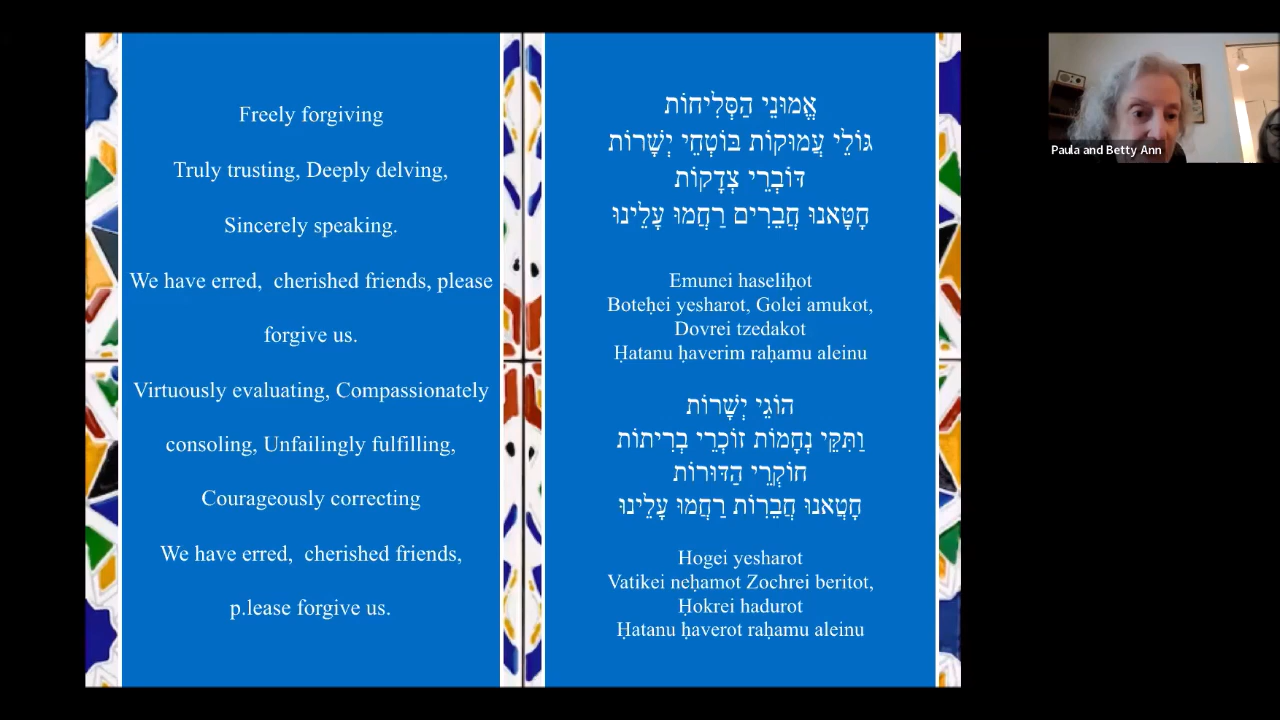 Freely forgiving
Truly trusting, Deeply delving,
Sincerely speaking.
We have erred,  cherished friends, please
forgive us.
Virtuously evaluating, Compassionately
consoling, Unfailingly fulfilling,
Courageously correcting
We have erred,  cherished friends,
p.lease forgive us.
אֱמוּנֵי הַסְּלִיחוֹת
גּוֹלֵי עֲמוּקוֹת בּוֹטְחֵי יְשָׁרוֹת
דּוֹבְרֵי צְדָקוֹת
חָטָּאנוּ חֲבֵרִים רַחֲמוּ עָלֵינוּ
Emunei haseliḥot
Boteḥei yesharot, Golei amukot,
Dovrei tzedakot
Ḥatanu ḥaverim raḥamu aleinu
הוֹגֵי יְשָׁרוֹת
וַתִּקֵּי נְחָמוֹת זוֹכְרֵי בְּרִיתוֹת
חוֹקְרֵי הַדּוּרוֹת
חָטֲאנוּ חֲבֵרוֹת רַחֲמוּ עָלֵינוּ
Hogei yesharot
Vatikei neḥamot Zochrei beritot,
Ḥokrei hadurot
Ḥatanu ḥaverot raḥamu aleinu
Paula and Betty Ann